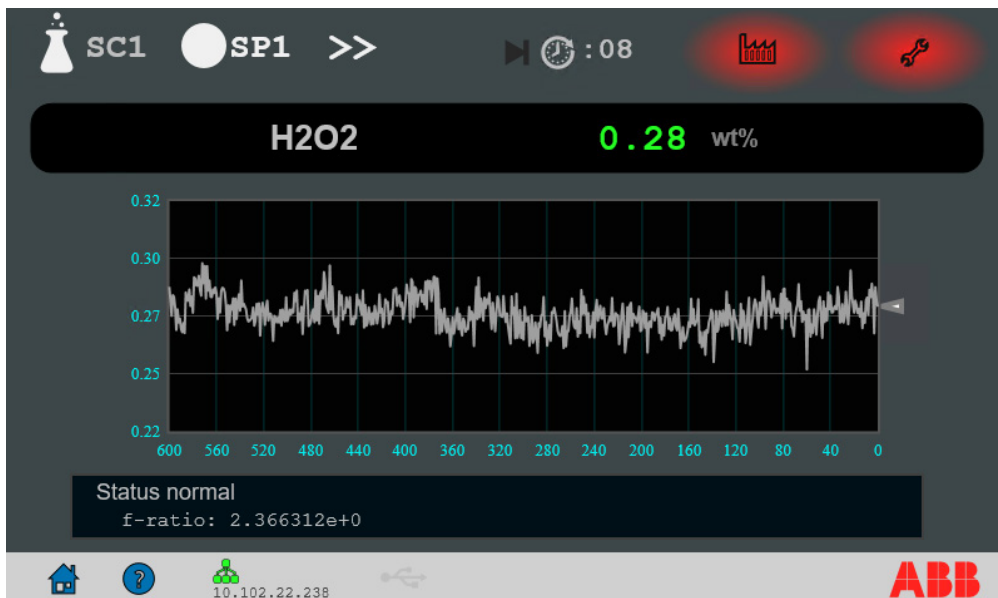 SC1 SP1 >> :08
H2O2 0.28 wt%
0.32
0.30
0.27
0.25
0.22
600 560 520 480 440 400 360 320 280 240 200 160 120 80 40 0
Status normal
f-ratio: 2.366312e+0
? 10.102.22.238 ABB